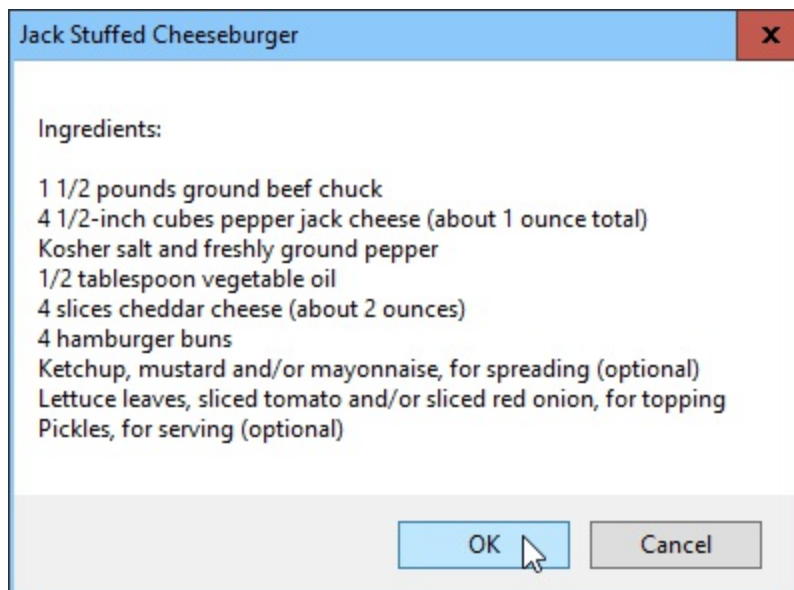 Jack Stuffed Cheeseburger
x
Ingredients:
1 1/2 pounds ground beef chuck
4 1/2-inch cubes pepper jack cheese (about 1 ounce total)
Kosher salt and freshly ground pepper
1/2 tablespoon vegetable oil
4 slices cheddar cheese (about 2 ounces)
4 hamburger buns
Ketchup, mustard and/or mayonnaise, for spreading (optional)
Lettuce leaves, sliced tomato and/or sliced red onion, for topping
Pickles, for serving (optional)
OK
Cancel